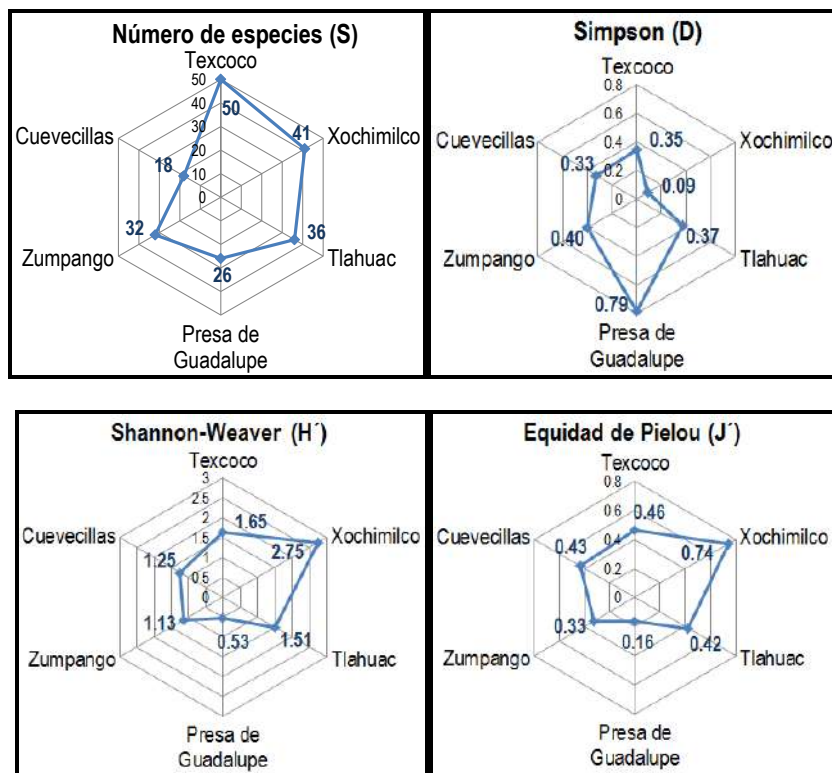 Número de especies (S)
Texcoco
50
40
30
20
10
0
50
41
36
26
32
18
Xochimilco
Tlahuac
Presa de
Guadalupe
Zumpango
Cuevecillas
Simpson (D)
Texcoco
0.8
0.6
0.4
0.2
0
0.35
0.09
0.37
0.79
0.40
0.33
Xochimilco
Tlahuac
Presa de
Guadalupe
Zumpango
Cuevecillas
Shannon-Weaver (H´)
Texcoco
3
2.5
2
1.5
1
0.5
0
1.65
2.75
1.51
0.53
1.13
1.25
Xochimilco
Tlahuac
Presa de
Guadalupe
Zumpango
Cuevecillas
Equidad de Pielou (J´)
Texcoco
0.8
0.6
0.4
0.2
0
0.46
0.74
0.42
0.16
0.33
0.43
Xochimilco
Tlahuac
Presa de
Guadalupe
Zumpango
Cuevecillas